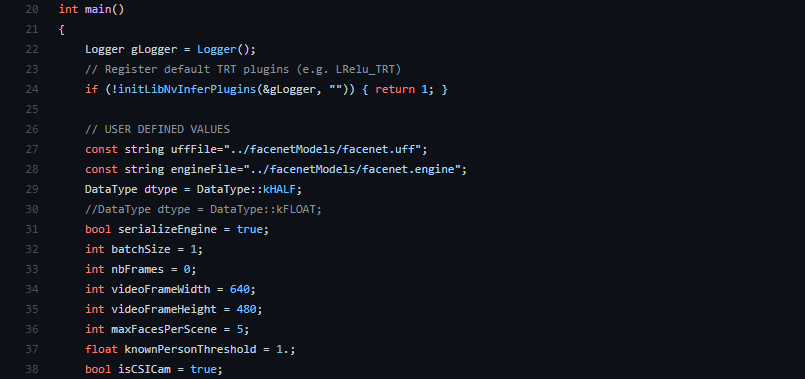 20 int main()
21 {
22     Logger gLogger = Logger();
23     // Register default TRT plugins (e.g. LRelu_TRT)
24     if (!initLibNvInferPlugins(&gLogger, "")) { return 1; }
25
26     // USER DEFINED VALUES
27     const string uffFile="../facenetModels/facenet.uff";
28     const string engineFile="../facenetModels/facenet.engine";
29     DataType dtype = DataType::kHALF;
30     //DataType dtype = DataType::kFLOAT;
31     bool serializeEngine = true;
32     int batchSize = 1;
33     int nbFrames = 0;
34     int videoFrameWidth = 640;
35     int videoFrameHeight = 480;
36     int maxFacesPerScene = 5;
37     float knownPersonThreshold = 1.;
38     bool isCSICam = true;